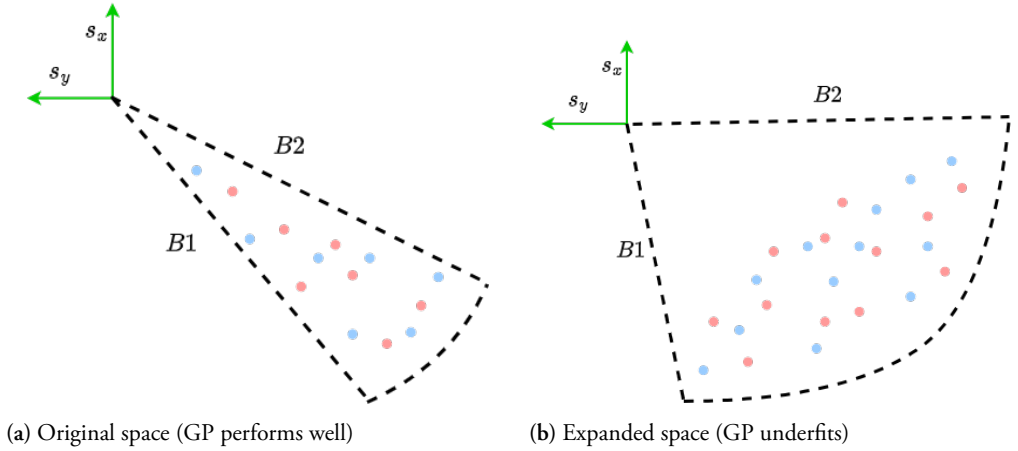 s_x
s_y
B2
B1
(a) Original space (GP performs well)
s_x
s_y
B2
B1
(b) Expanded space (GP underfits)